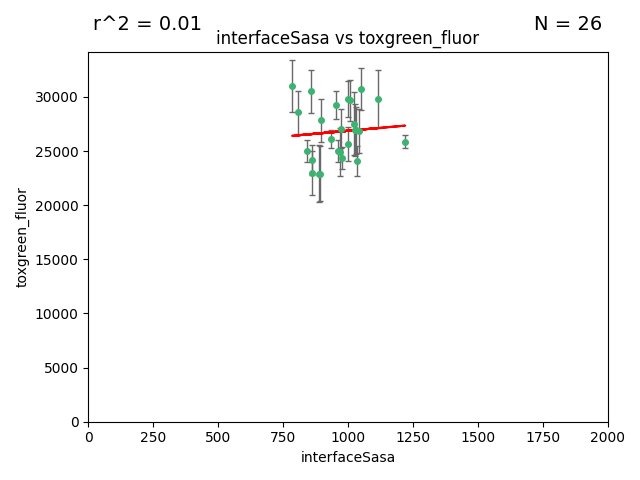 r^2 = 0.01
N = 26
interfaceSasa vs toxgreen_fluor
toxgreen_fluor
30000
25000
20000
15000
10000
5000
0
0 250 500 750 1000 1250 1500 1750 2000
interfaceSasa